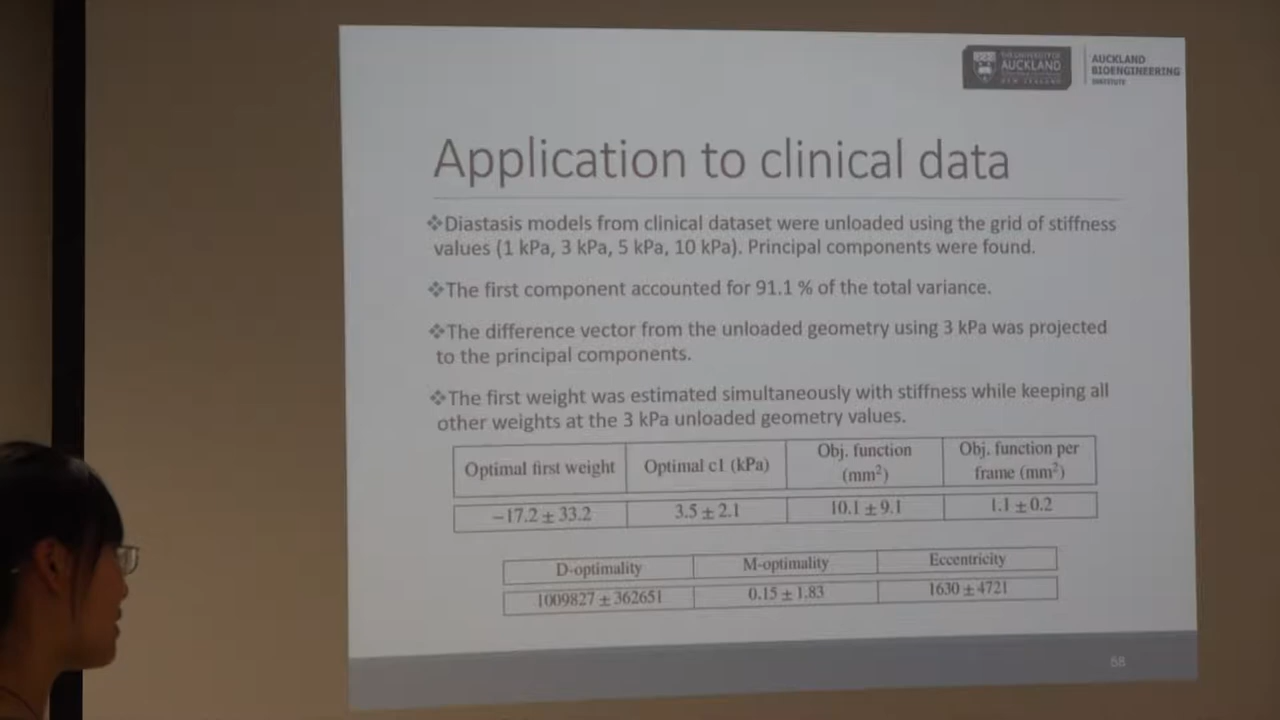 THE UNIVERSITY OF
AUCKLAND
NEW ZEALAND
AUCKLAND
BIOENGINEERING
INSTITUTE
Application to clinical data
❖Diastasis models from clinical dataset were unloaded using the grid of stiffness
values (1 kPa, 3 kPa, 5 kPa, 10 kPa). Principal components were found.
❖The first component accounted for 91.1 % of the total variance.
❖The difference vector from the unloaded geometry using 3 kPa was projected
to the principal components.
❖The first weight was estimated simultaneously with stiffness while keeping all
other weights at the 3 kPa unloaded geometry values.
Optimal first weight Optimal c1 (kPa) Obj. function (mm²) Obj. function per frame (mm²)
−17.2 ± 33.2 3.5 ± 2.1 10.1 ± 9.1 1.1 ± 0.2
D-optimality M-optimality Eccentricity
1009827 ± 362651 0.15 ± 1.83 1630 ± 4721
58